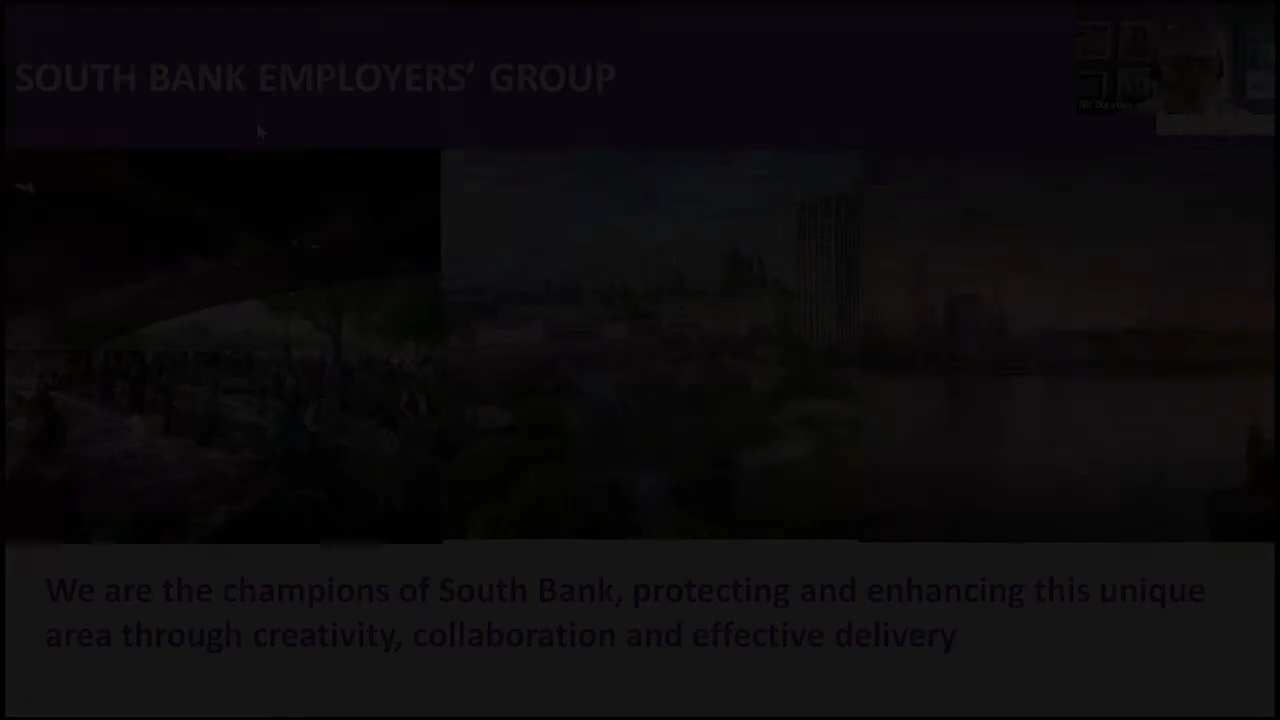 SOUTH BANK EMPLOYERS' GROUP
We are the champions of South Bank, protecting and enhancing this unique
area through creativity, collaboration and effective delivery